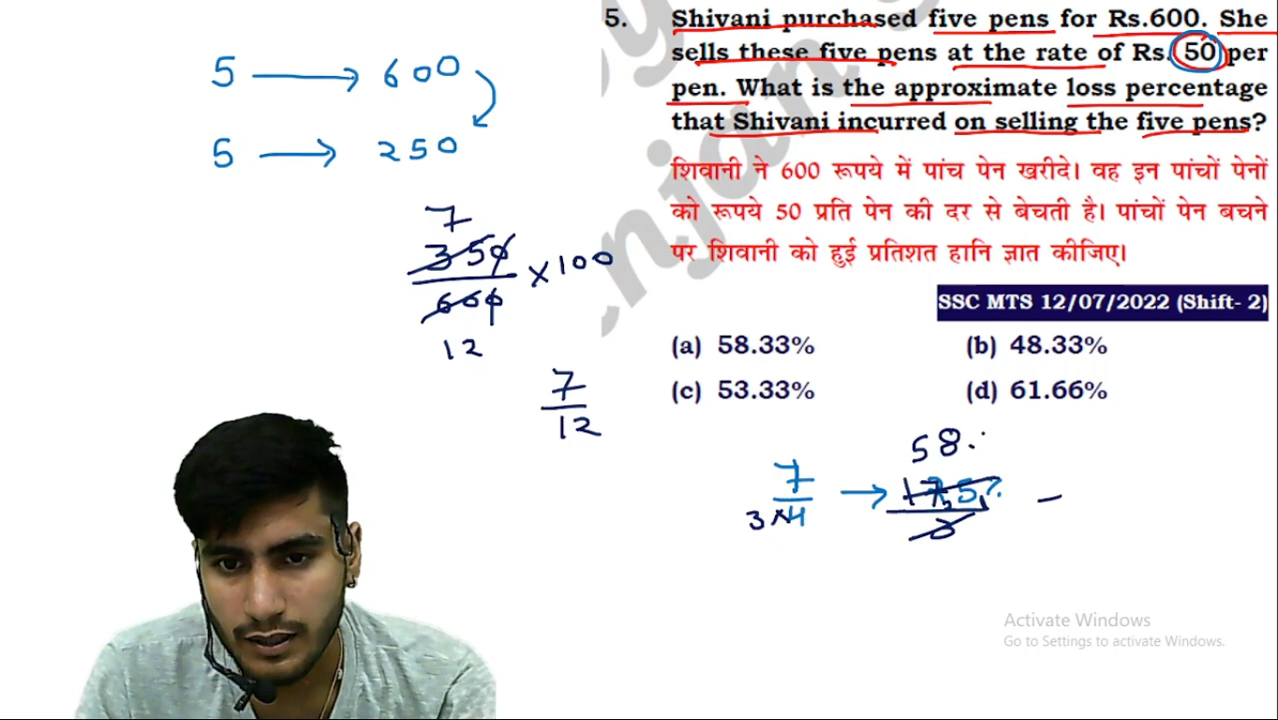 5. Shivani purchased five pens for Rs.600. She
sells these five pens at the rate of Rs. 50 per
pen. What is the approximate loss percentage
that Shivani incurred on selling the five pens?
शिवानी ने 600 रूपये में पांच पेन खरीदे। वह इन पांचों पेनों
को रूपये 50 प्रति पेन की दर से बेचती है। पांचों पेन बचने
पर शिवानी को हुई प्रतिशत हानि ज्ञात कीजिए।
SSC MTS 12/07/2022 (Shift- 2)
(a) 58.33% (b) 48.33%
(c) 53.33% (d) 61.66%
5 → 600
5 → 250
7
350
600
× 100
12
7
12
58.
7 → 175%
3×4 3
Activate Windows
Go to Settings to activate Windows.